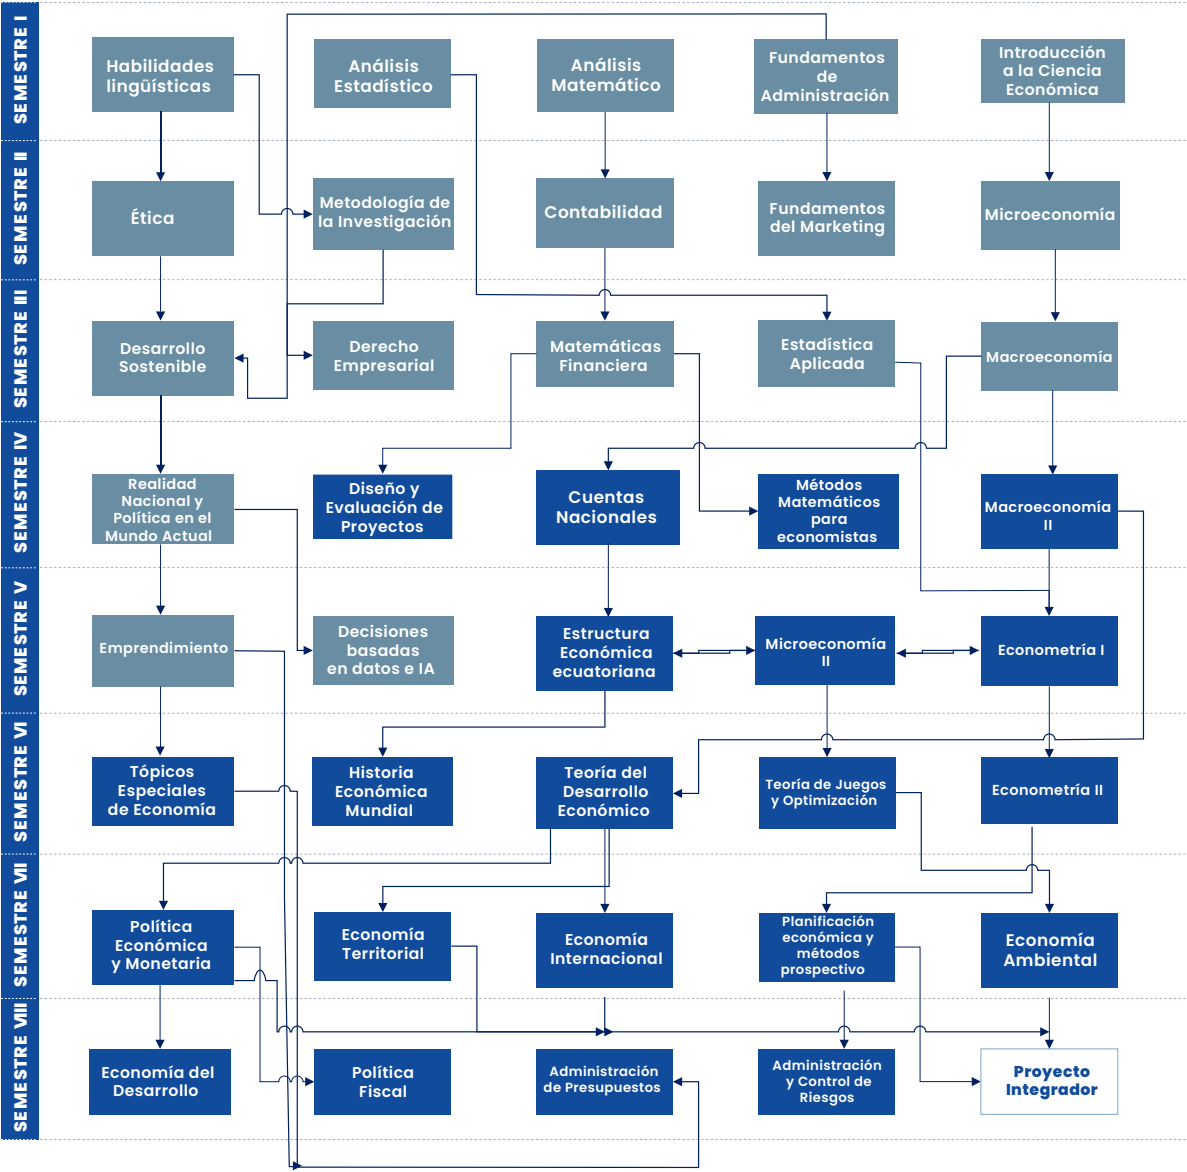 SEMESTRE I
Habilidades
lingüísticas
Análisis
Estadístico
Análisis
Matemático
Fundamentos
de
Administración
Introducción
a la Ciencia
Económica
SEMESTRE II
Ética
Metodología de
la Investigación
Contabilidad
Fundamentos
del Marketing
Microeconomía
SEMESTRE III
Desarrollo
Sostenible
Derecho
Empresarial
Matemáticas
Financiera
Estadística
Aplicada
Macroeconomía
SEMESTRE IV
Realidad
Nacional y
Política en el
Mundo Actual
Diseño y
Evaluación de
Proyectos
Cuentas
Nacionales
Métodos
Matemáticos
para
economistas
Macroeconomía
II
SEMESTRE V
Emprendimiento
Decisiones
basadas
en datos e IA
Estructura
Económica
ecuatoriana
Microeconomía
II
Econometría I
SEMESTRE VI
Tópicos
Especiales
de Economía
Historia
Económica
Mundial
Teoría del
Desarrollo
Económico
Teoría de Juegos
y Optimización
Econometría II
SEMESTRE VII
Política
Económica
y Monetaria
Economía
Territorial
Economía
Internacional
Planificación
económica y
métodos
prospectivo
Economía
Ambiental
SEMESTRE VIII
Economía del
Desarrollo
Política
Fiscal
Administración
de Presupuestos
Administración
y Control de
Riesgos
Proyecto
Integrador